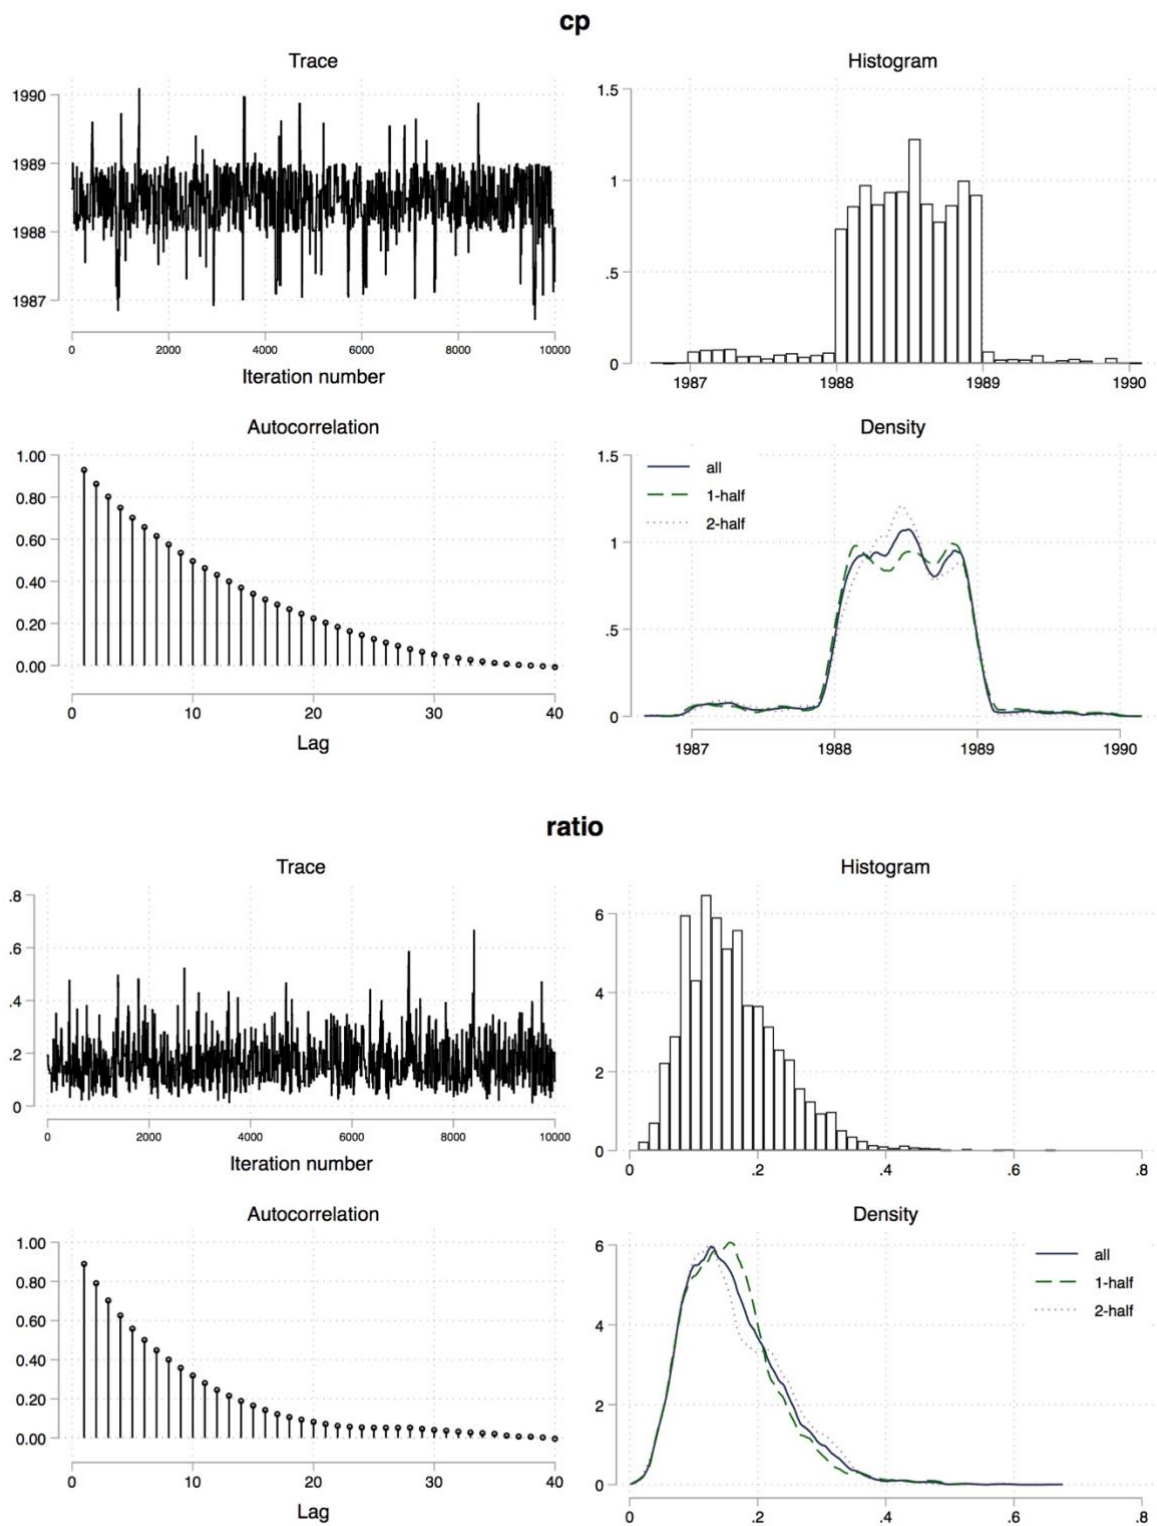 cp
Trace
1990
1989
1988
1987
0 2000 4000 6000 8000 10000
Iteration number
Histogram
1.5
1
.5
0
1987 1988 1989 1990
Autocorrelation
1.00
0.80
0.60
0.40
0.20
0.00
0 10 20 30 40
Lag
Density
1.5
1
.5
0
all
1-half
2-half
1987 1988 1989 1990
ratio
Trace
.8
.6
.4
.2
0
0 2000 4000 6000 8000 10000
Iteration number
Histogram
6
4
2
0
0 .2 .4 .6 .8
Autocorrelation
1.00
0.80
0.60
0.40
0.20
0.00
0 10 20 30 40
Lag
Density
6
4
2
0
all
1-half
2-half
0 .2 .4 .6 .8